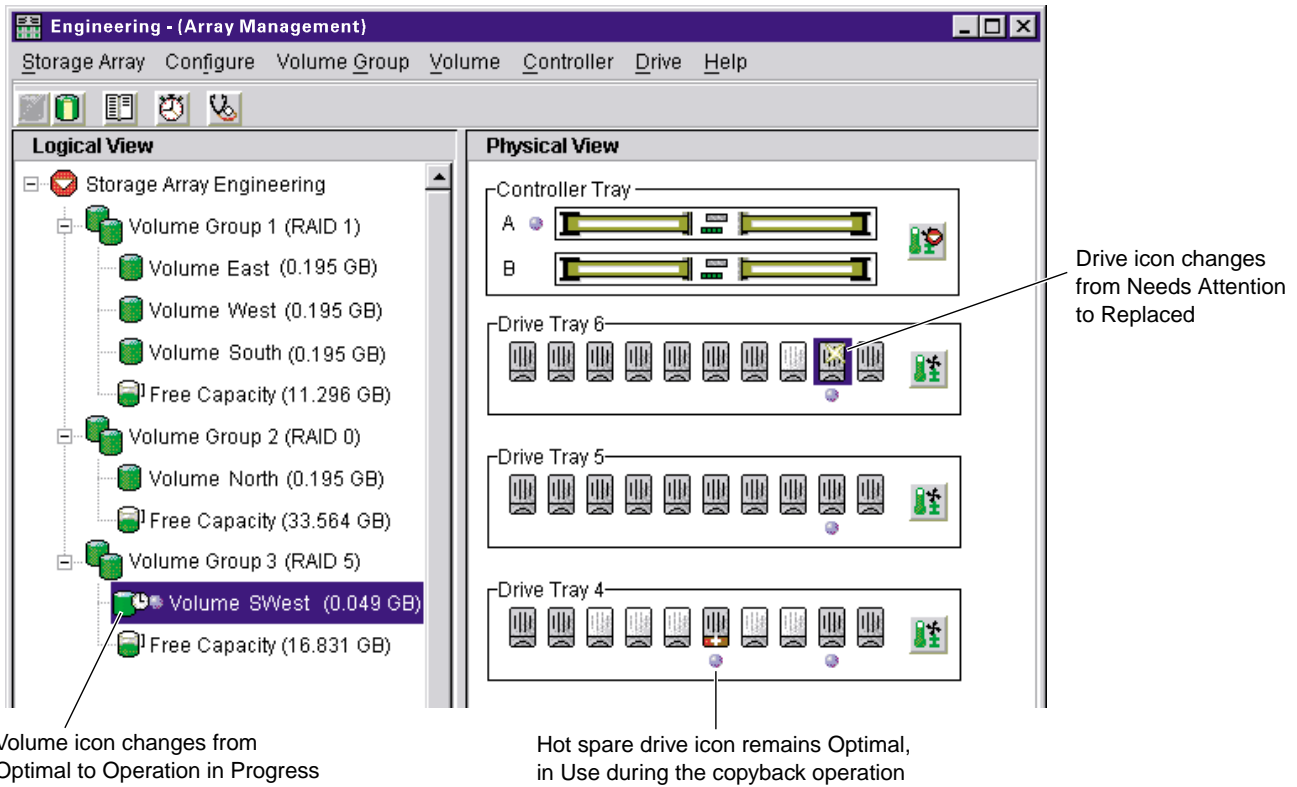 Engineering - (Array Management)
Storage Array Configure Volume Group Volume Controller Drive Help
Logical View
Storage Array Engineering
Volume Group 1 (RAID 1)
Volume East (0.195 GB)
Volume West (0.195 GB)
Volume South (0.195 GB)
Free Capacity (11.296 GB)
Volume Group 2 (RAID 0)
Volume North (0.195 GB)
Free Capacity (33.564 GB)
Volume Group 3 (RAID 5)
Volume SWest (0.049 GB)
Free Capacity (16.831 GB)
Physical View
Controller Tray
A
B
Drive Tray 6
Drive Tray 5
Drive Tray 4
Drive icon changes
from Needs Attention
to Replaced
Volume icon changes from
Optimal to Operation in Progress
Hot spare drive icon remains Optimal,
in Use during the copyback operation